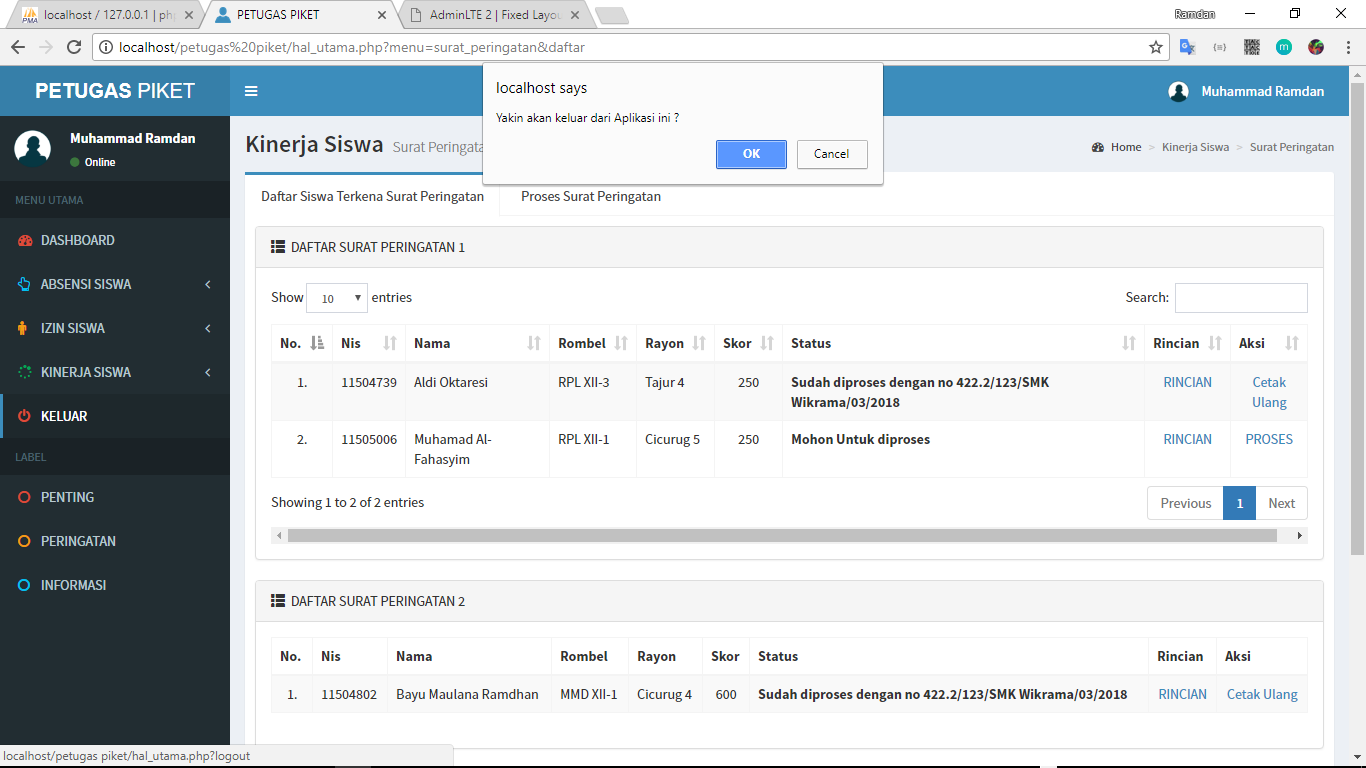 localhost / 127.0.0.1 | ph
PETUGAS PIKET
AdminLTE 2 | Fixed Layou
Ramdan
localhost/petugas%20piket/hal_utama.php?menu=surat_peringatan&daftar
PETUGAS PIKET
Muhammad Ramdan
localhost says
Yakin akan keluar dari Aplikasi ini ?
OK
Cancel
Muhammad Ramdan
Online
Kinerja Siswa Surat Peringata
Home > Kinerja Siswa > Surat Peringatan
MENU UTAMA
DASHBOARD
ABSENSI SISWA
IZIN SISWA
KINERJA SISWA
KELUAR
LABEL
PENTING
PERINGATAN
INFORMASI
Daftar Siswa Terkena Surat Peringatan
Proses Surat Peringatan
DAFTAR SURAT PERINGATAN 1
Show 10 entries
Search:
No. Nis Nama Rombel Rayon Skor Status Rincian Aksi
1. 11504739 Aldi Oktaresi RPL XII-3 Tajur 4 250 Sudah diproses dengan no 422.2/123/SMK RINCIAN Cetak
Wikrama/03/2018 Ulang
2. 11505006 Muhamad Al- RPL XII-1 Cicurug 5 250 Mohon Untuk diproses RINCIAN PROSES
Fahasyim
Showing 1 to 2 of 2 entries
Previous 1 Next
DAFTAR SURAT PERINGATAN 2
No. Nis Nama Rombel Rayon Skor Status Rincian Aksi
1. 11504802 Bayu Maulana Ramdhan MMD XII-1 Cicurug 4 600 Sudah diproses dengan no 422.2/123/SMK Wikrama/03/2018 RINCIAN Cetak Ulang
localhost/petugas piket/hal_utama.php?logout